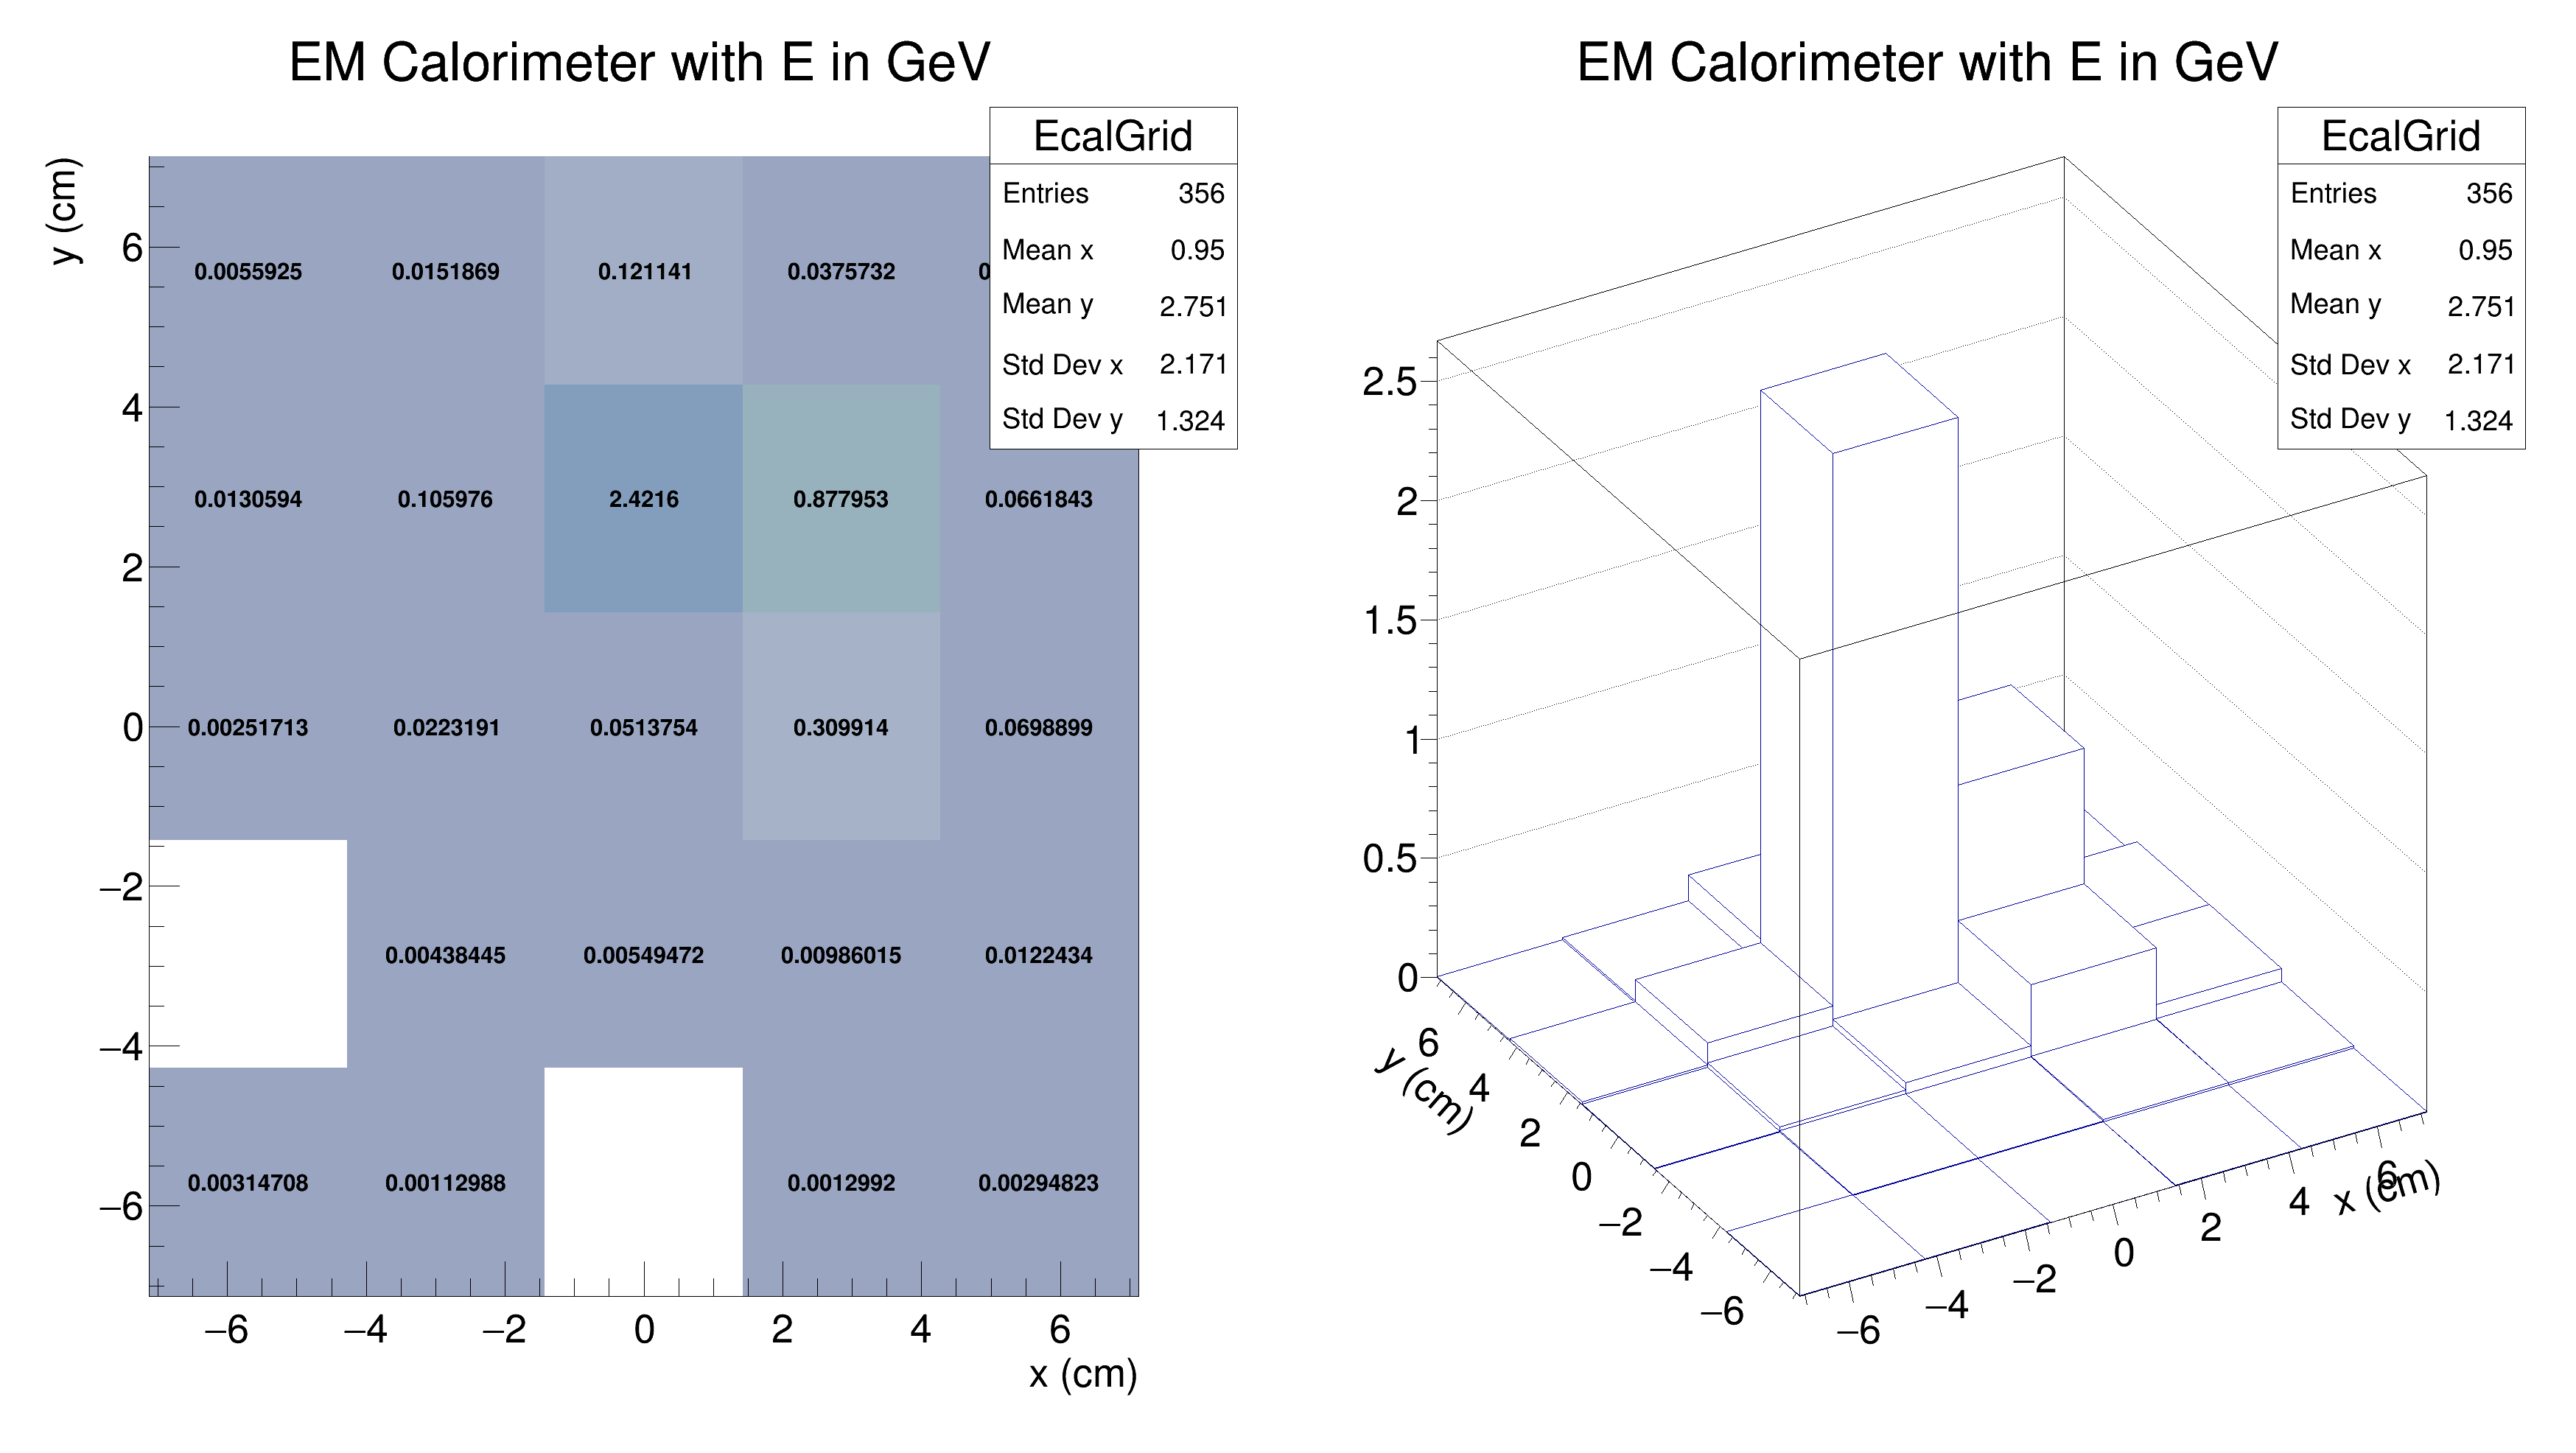 EM Calorimeter with E in GeV
y (cm)
EcalGrid
Entries 356
Mean x 0.95
Mean y 2.751
Std Dev x 2.171
Std Dev y 1.324
6
4
2
0
−2
−4
−6
0.0055925 0.0151869 0.121141 0.0375732
0.0130594 0.105976 2.4216 0.877953 0.0661843
0.00251713 0.0223191 0.0513754 0.309914 0.0698899
0.00438445 0.00549472 0.00986015 0.0122434
0.00314708 0.00112988 0.0012992 0.00294823
−6 −4 −2 0 2 4 6
x (cm)
EM Calorimeter with E in GeV
EcalGrid
Entries 356
Mean x 0.95
Mean y 2.751
Std Dev x 2.171
Std Dev y 1.324
2.5
2
1.5
1
0.5
0
6
4
2
0
−2
−4
−6
y (cm)
−6 −4 −2 0 2 4 6
x (cm)